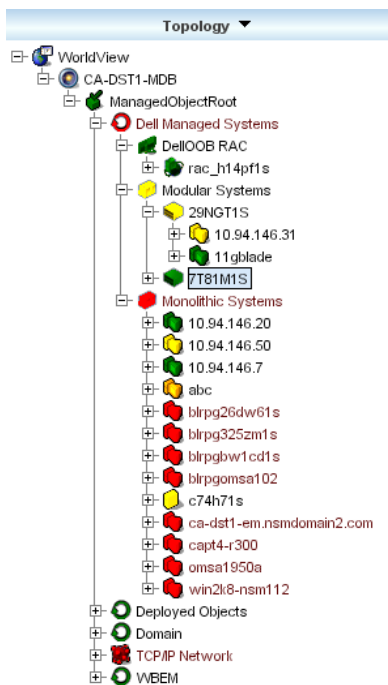 Topology
WorldView
CA-DST1-MDB
ManagedObjectRoot
Dell Managed Systems
DellOOB RAC
rac_h14pf1s
Modular Systems
29NGT1S
10.94.146.31
11gblade
7T81M1S
Monolithic Systems
10.94.146.20
10.94.146.50
10.94.146.7
abc
blrpg26dw61s
blrpg325zm1s
blrpgbw1cd1s
blrpgomsa102
c74h71s
ca-dst1-em.nsmdomain2.com
capt4-r300
omsa1950a
win2k8-nsm112
Deployed Objects
Domain
TCP/IP Network
WBEM